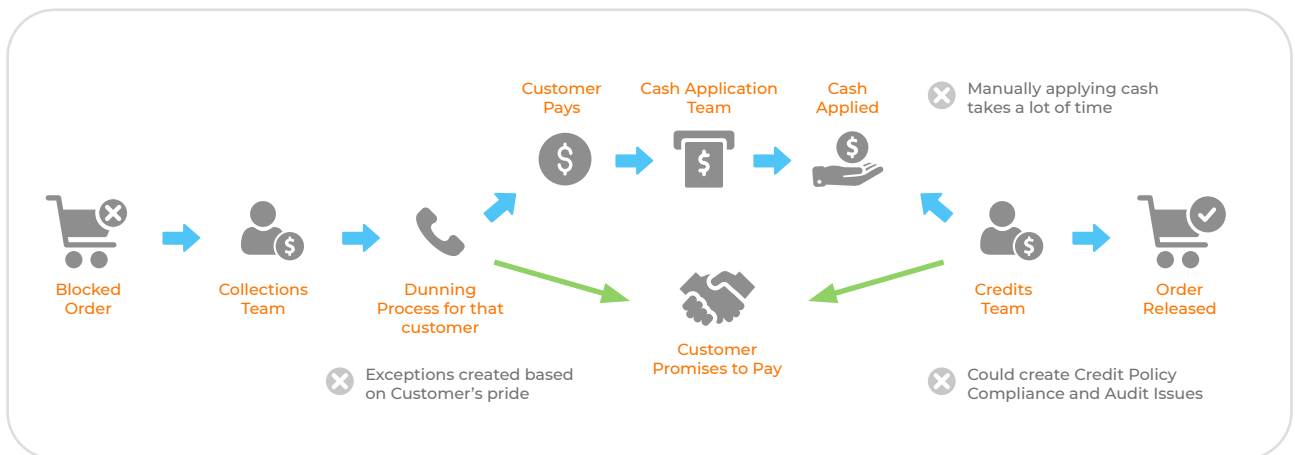 Customer
Pays
Cash Application
Team
Cash
Applied
Manually applying cash
takes a lot of time
$
$
$
$
$
Blocked
Order
Collections
Team
Dunning
Process for that
customer
Customer
Promises to Pay
Credits
Team
Order
Released
Exceptions created based
on Customer's pride
Could create Credit Policy
Compliance and Audit Issues